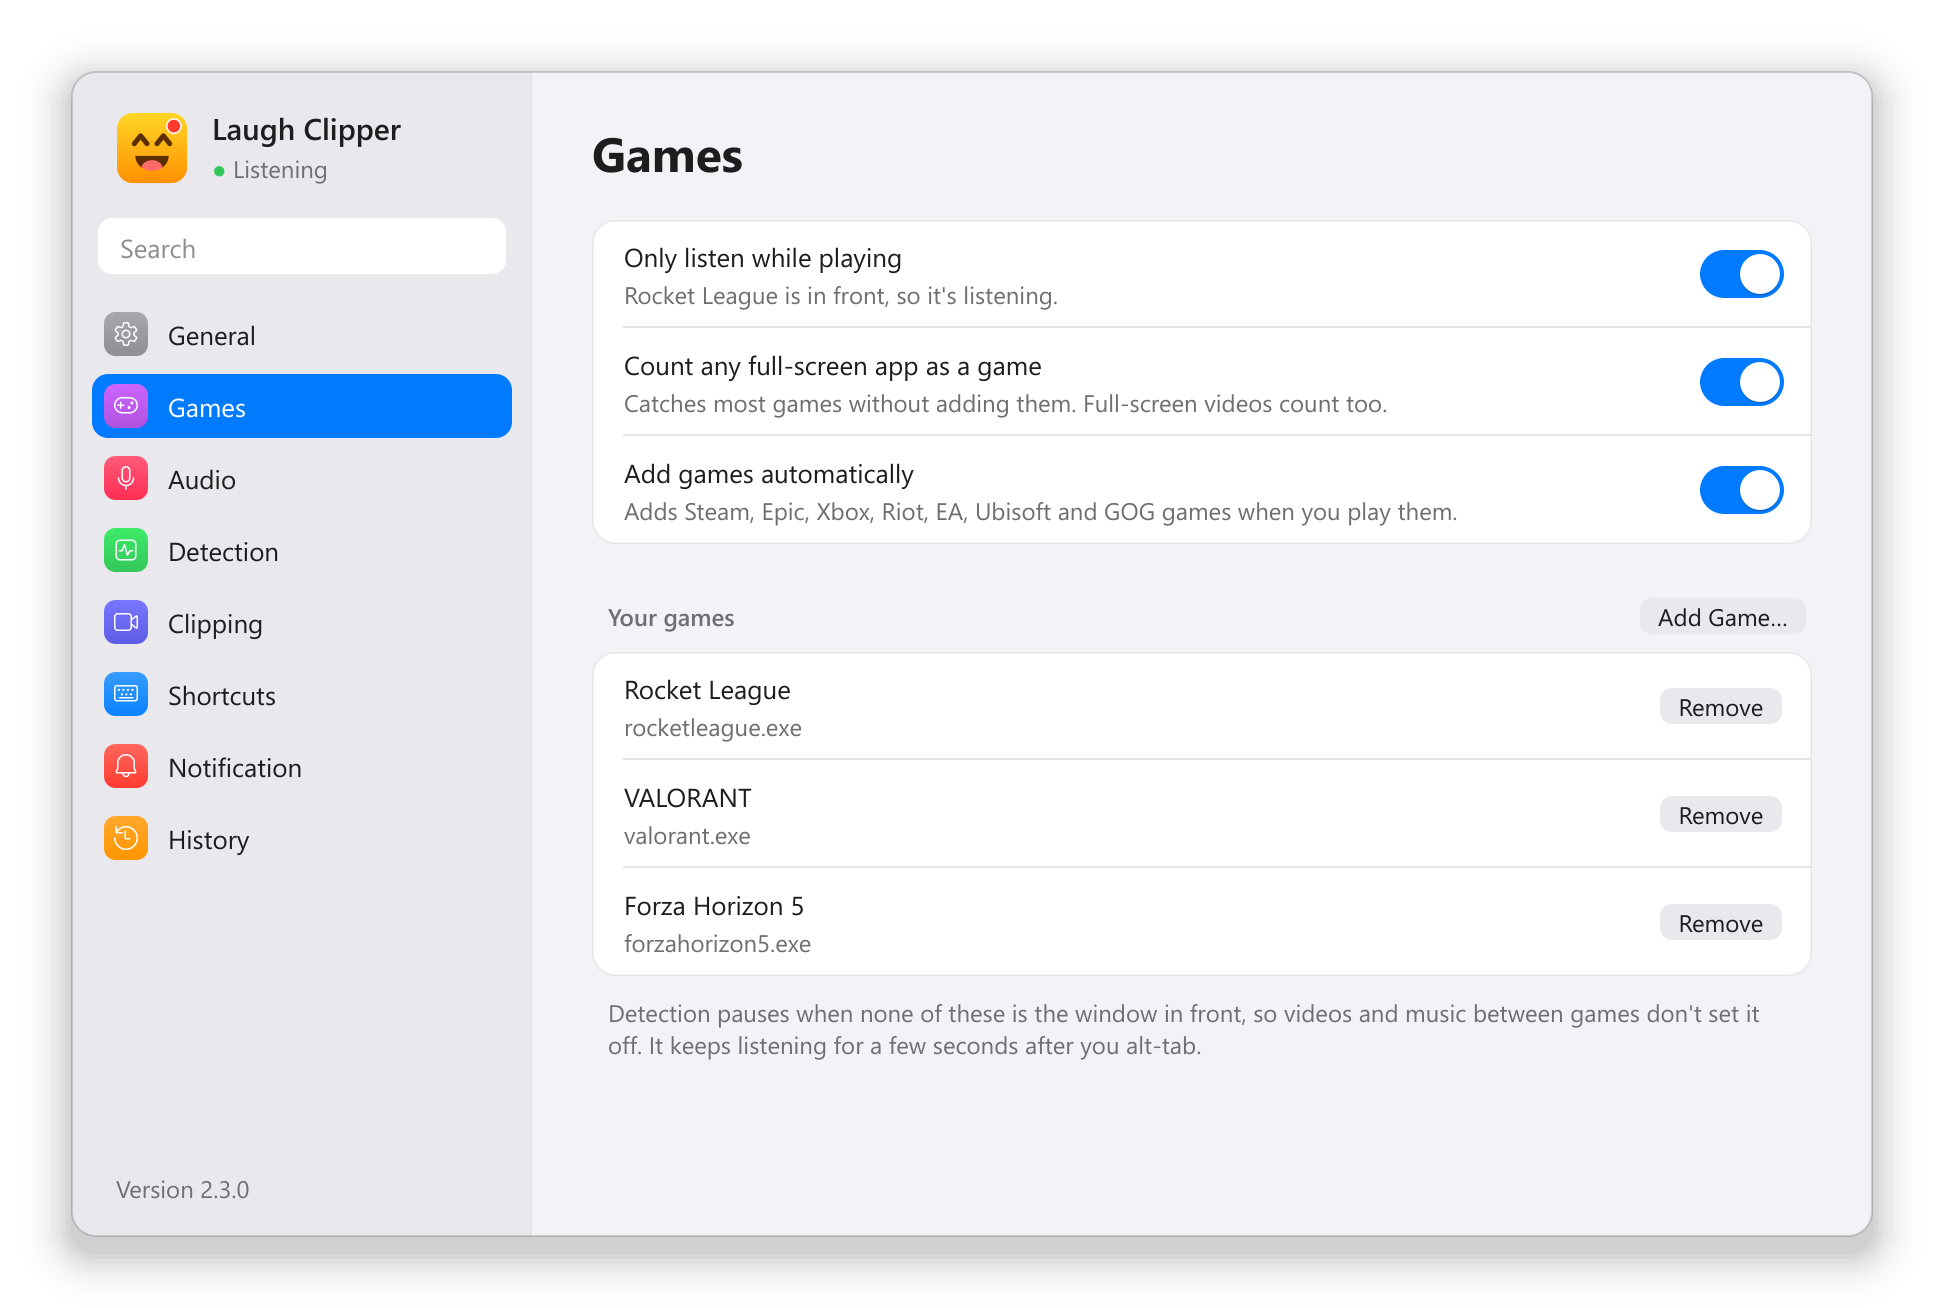 Laugh Clipper
Listening
Search
General
Games
Audio
Detection
Clipping
Shortcuts
Notification
History
Version 2.3.0
Games
Only listen while playing
Rocket League is in front, so it's listening.
Count any full-screen app as a game
Catches most games without adding them. Full-screen videos count too.
Add games automatically
Adds Steam, Epic, Xbox, Riot, EA, Ubisoft and GOG games when you play them.
Your games
Add Game...
Rocket League
rocketleague.exe
Remove
VALORANT
valorant.exe
Remove
Forza Horizon 5
forzahorizon5.exe
Remove
Detection pauses when none of these is the window in front, so videos and music between games don't set it
off. It keeps listening for a few seconds after you alt-tab.